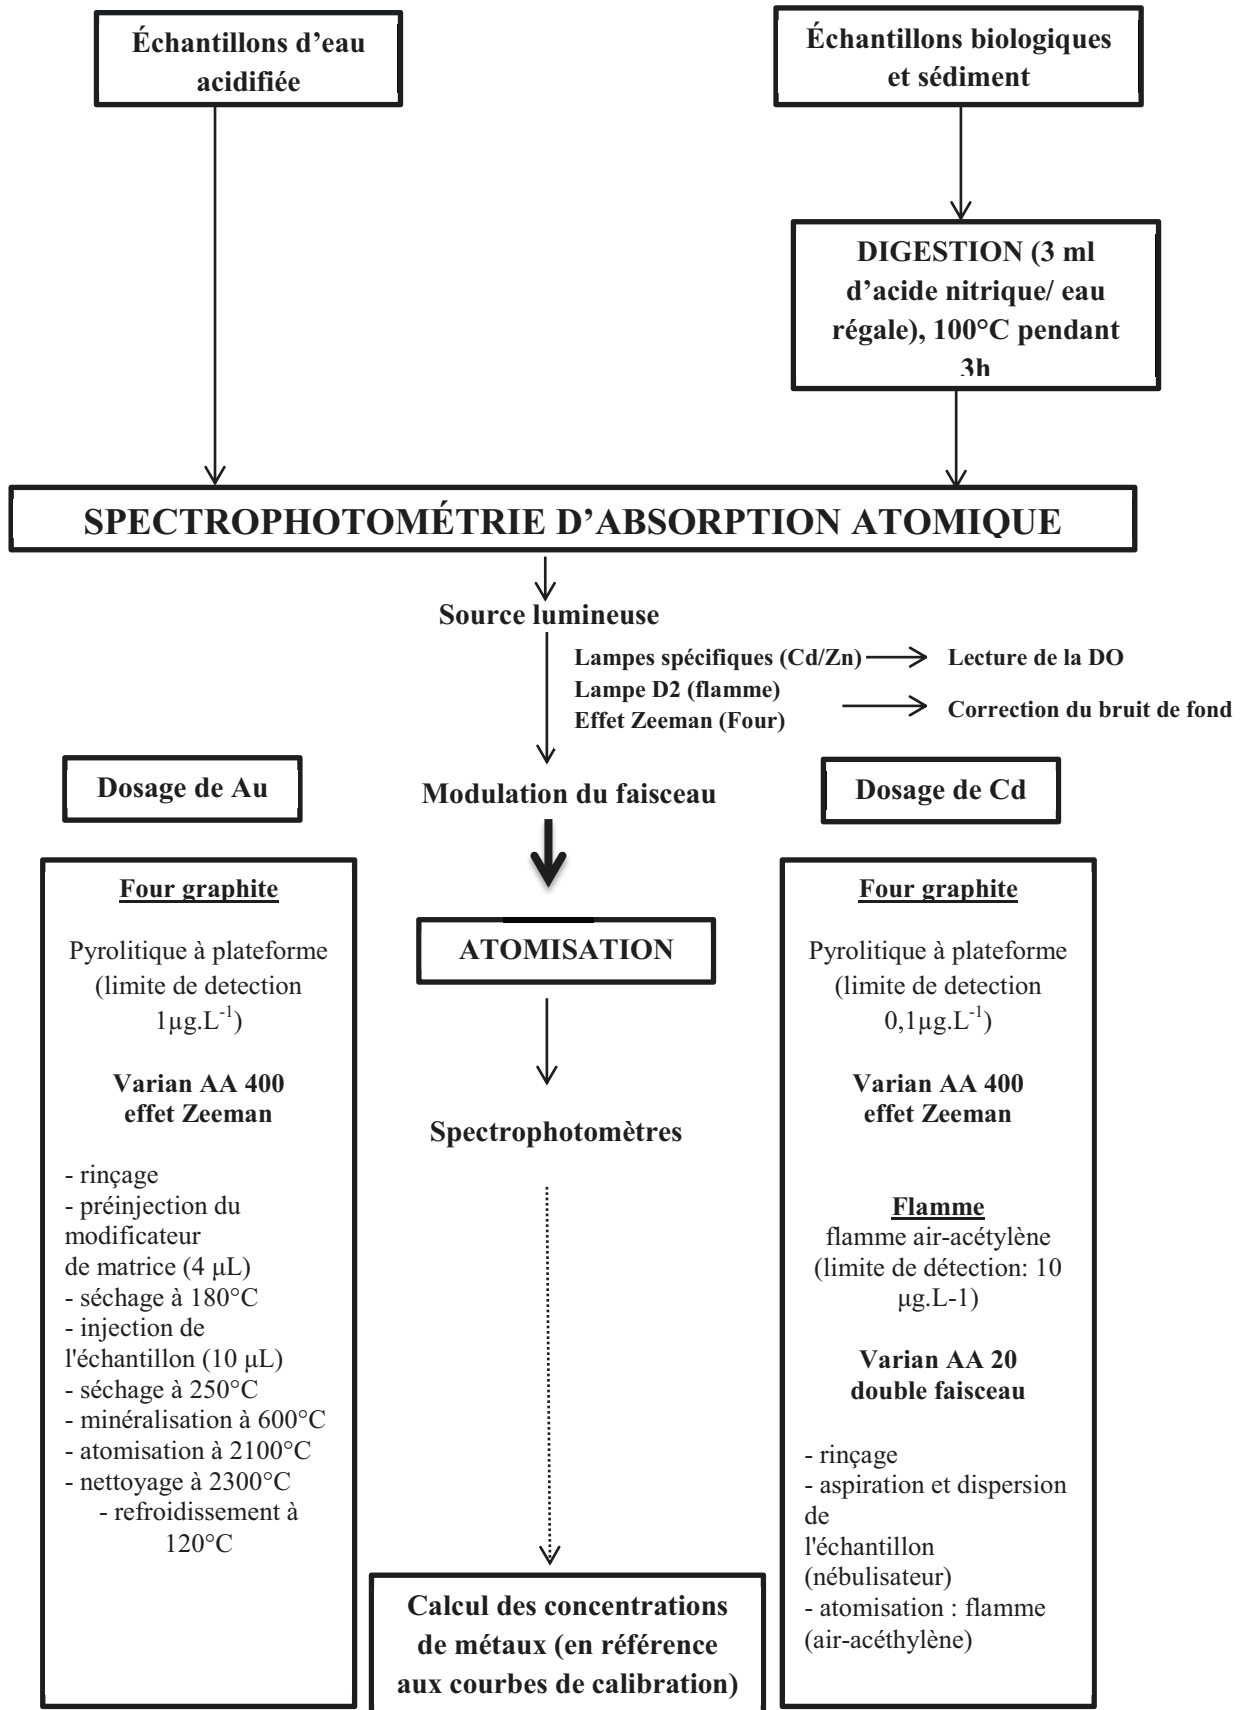 Échantillons d’eau
acidifiée
Échantillons biologiques
et sédiment
DIGESTION (3 ml
d’acide nitrique/ eau
régale), 100°C pendant
3h
SPECTROPHOTOMÉTRIE D’ABSORPTION ATOMIQUE
Source lumineuse
Lampes spécifiques (Cd/Zn)
Lecture de la DO
Lampe D2 (flamme)
Effet Zeeman (Four)
Correction du bruit de fond
Dosage de Au
Modulation du faisceau
Dosage de Cd
Four graphite
Pyrolitique à plateforme
(limite de detection
1µg.L-1)
Varian AA 400
effet Zeeman
- rinçage
- préinjection du
modificateur
de matrice (4 µL)
- séchage à 180°C
- injection de
l'échantillon (10 µL)
- séchage à 250°C
- minéralisation à 600°C
- atomisation à 2100°C
- nettoyage à 2300°C
- refroidissement à
120°C
ATOMISATION
Spectrophotomètres
Calcul des concentrations
de métaux (en référence
aux courbes de calibration)
Four graphite
Pyrolitique à plateforme
(limite de detection
0,1µg.L-1)
Varian AA 400
effet Zeeman
Flamme
flamme air-acétylène
(limite de détection: 10
µg.L-1)
Varian AA 20
double faisceau
- rinçage
- aspiration et dispersion
de
l'échantillon
(nébulisateur)
- atomisation : flamme
(air-acéthylène)